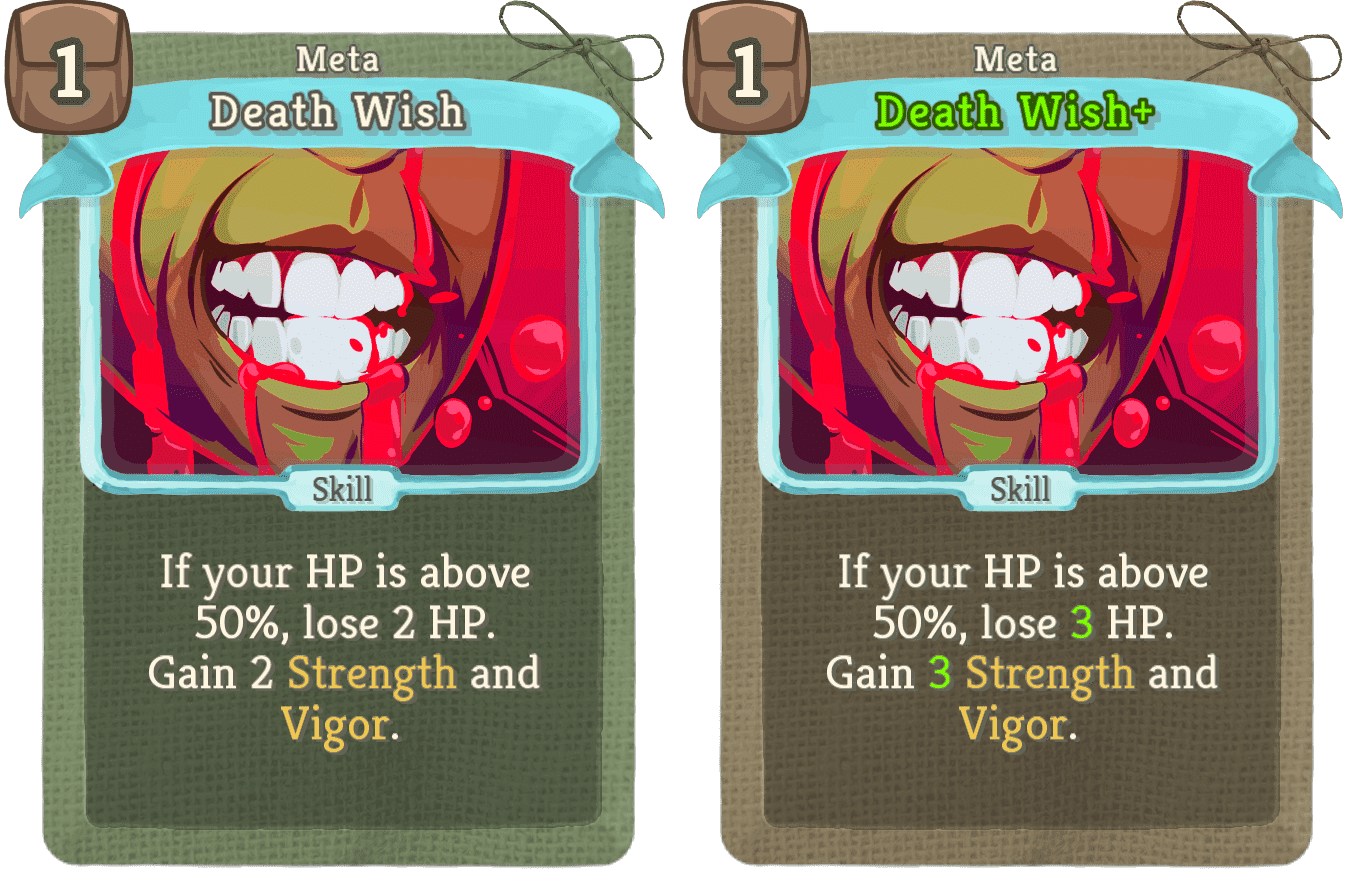 1
Meta
Death Wish
Skill
If your HP is above
50%, lose 2 HP.
Gain 2 Strength and
Vigor.
1
Meta
Death Wish+
Skill
If your HP is above
50%, lose 3 HP.
Gain 3 Strength and
Vigor.